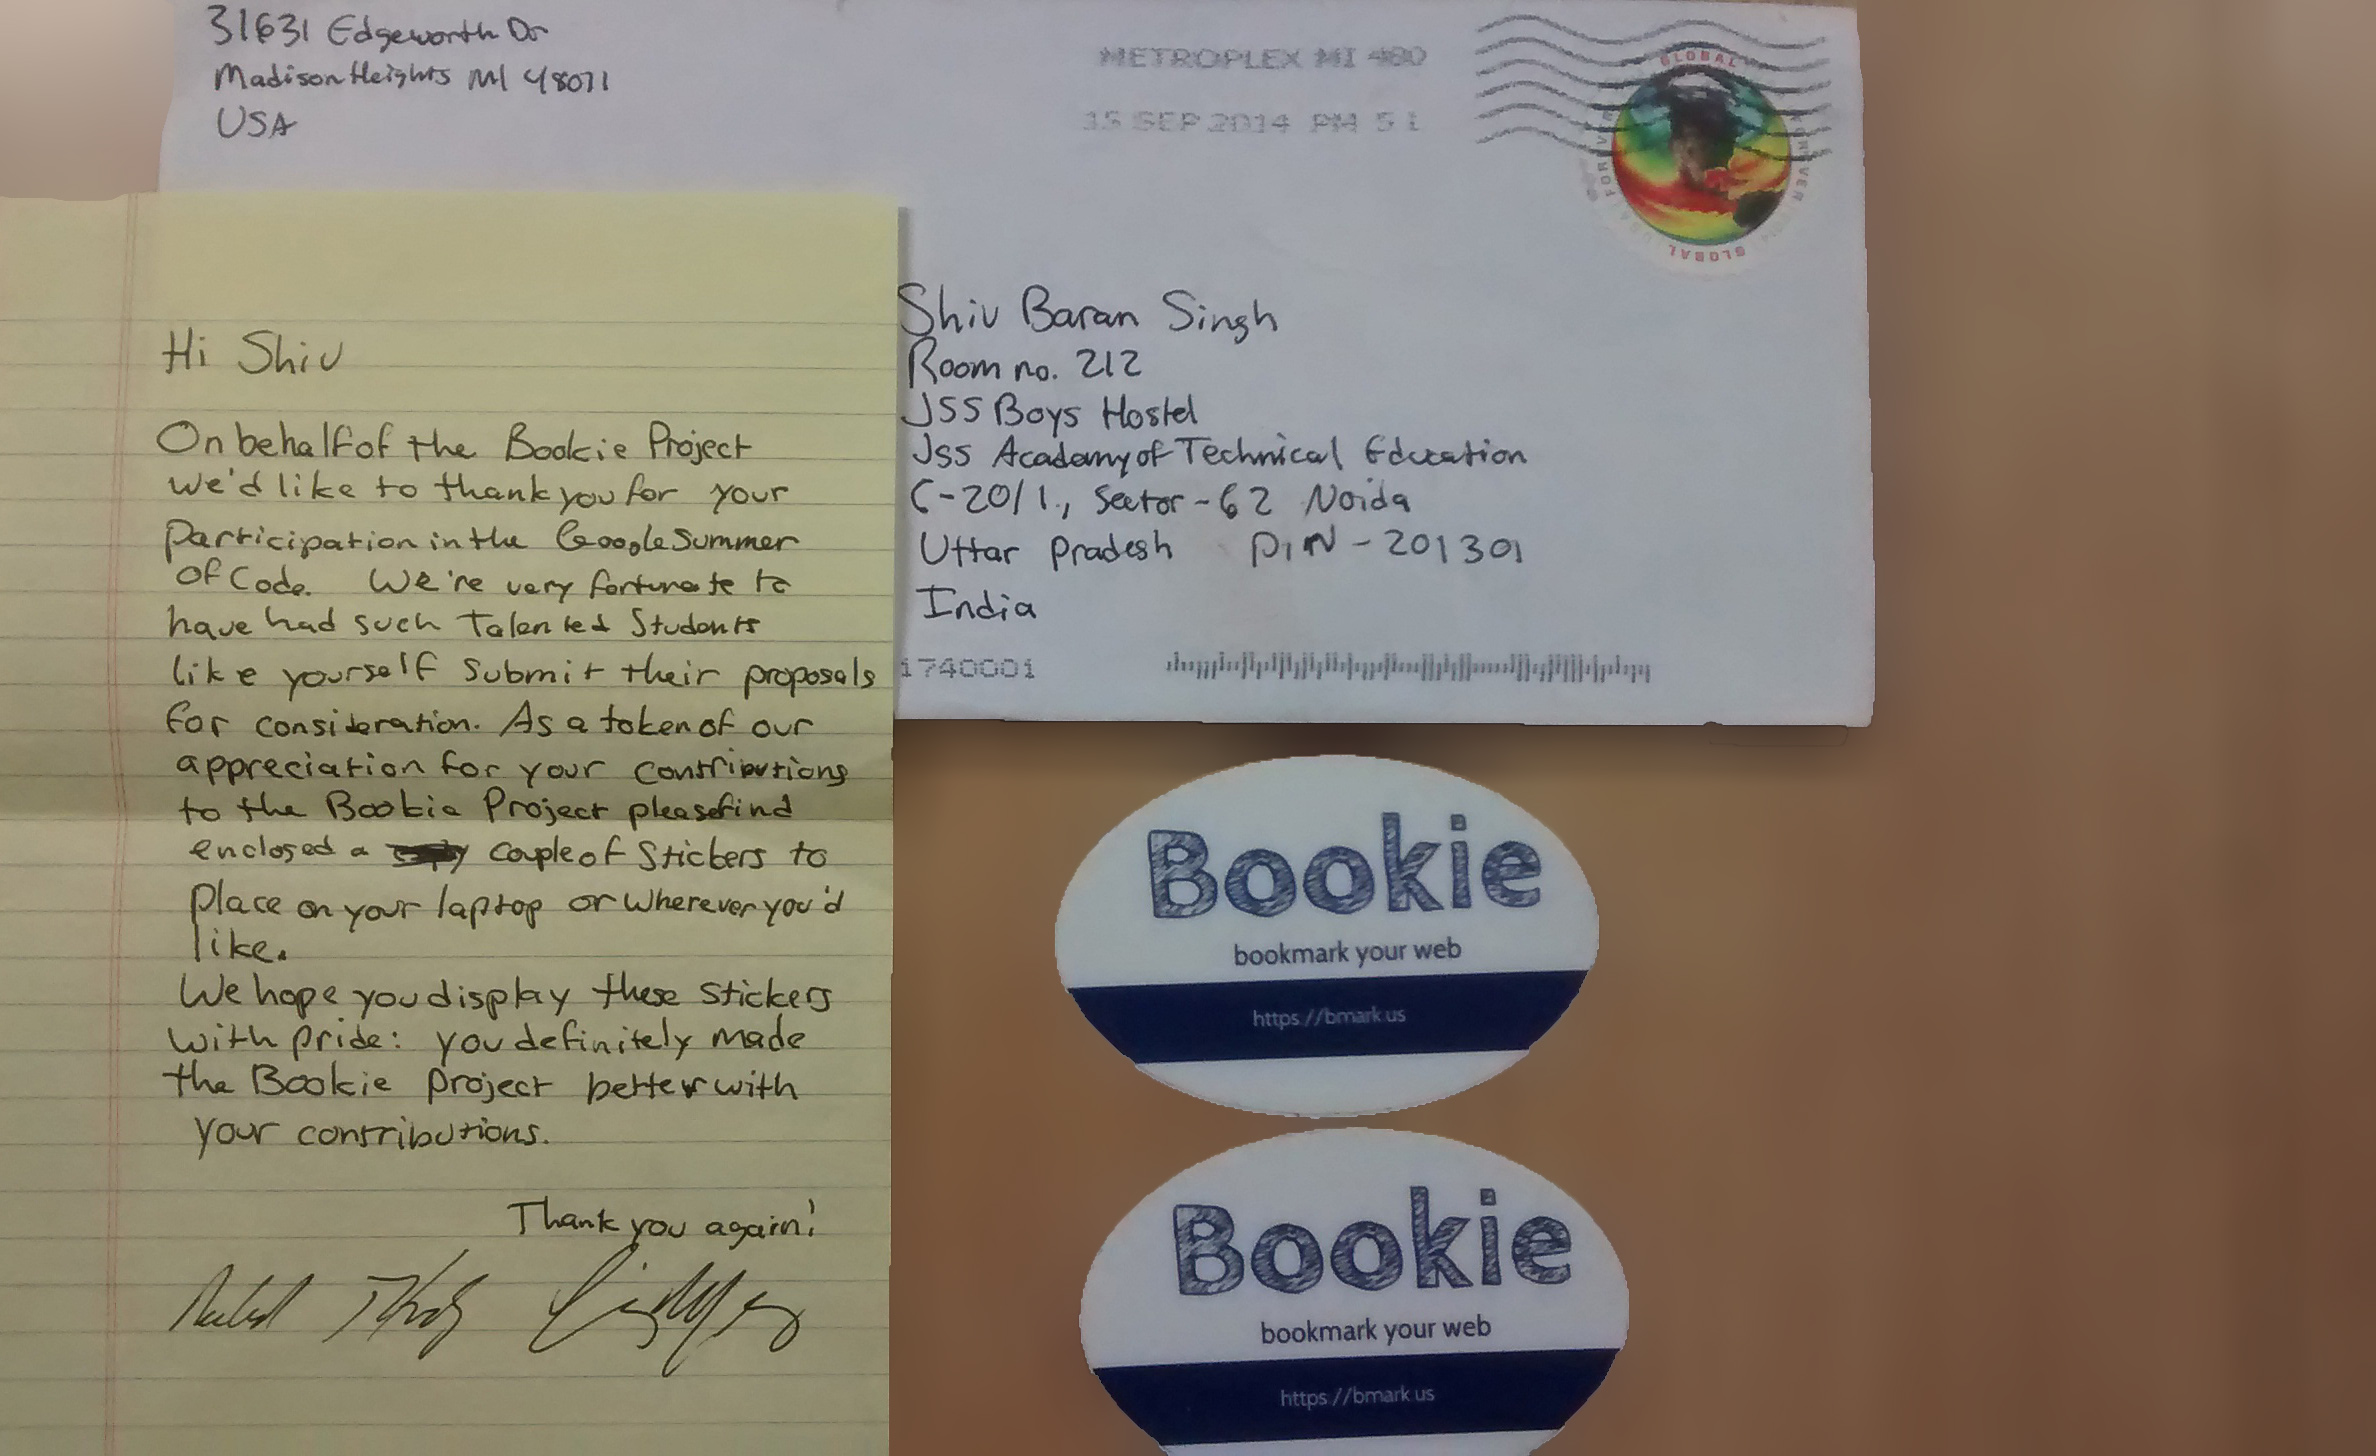 31631 Edgeworth Dr
Madison Heights MI 48071
USA
METROPLEX MI 480
15 SEP 2014 PM 5 1
GLOBAL
FOREVER
FOREVER
GLOBAL
Shiv Baran Singh
Room no. 212
JSS Boys Hostel
Jss Academy of Technical Education
C-20/1, Sector-62 Noida
Uttar Pradesh PIN-201301
India
1740001
Hi Shiv
On behalf of the Bookie Project
we'd like to thank you for your
participation in the Google Summer
of Code. We're very fortunate to
have had such talented students
like yourself submit their proposals
for consideration. As a token of our
appreciation for your contributions
to the Bookie Project please find
enclosed a couple of stickers to
place on your laptop or wherever you'd
like.
We hope you display these stickers
with pride: you definitely made
the Bookie project better with
your contributions.
Thank you again!
Bookie
bookmark your web
https://bmark.us
Bookie
bookmark your web
https://bmark.us